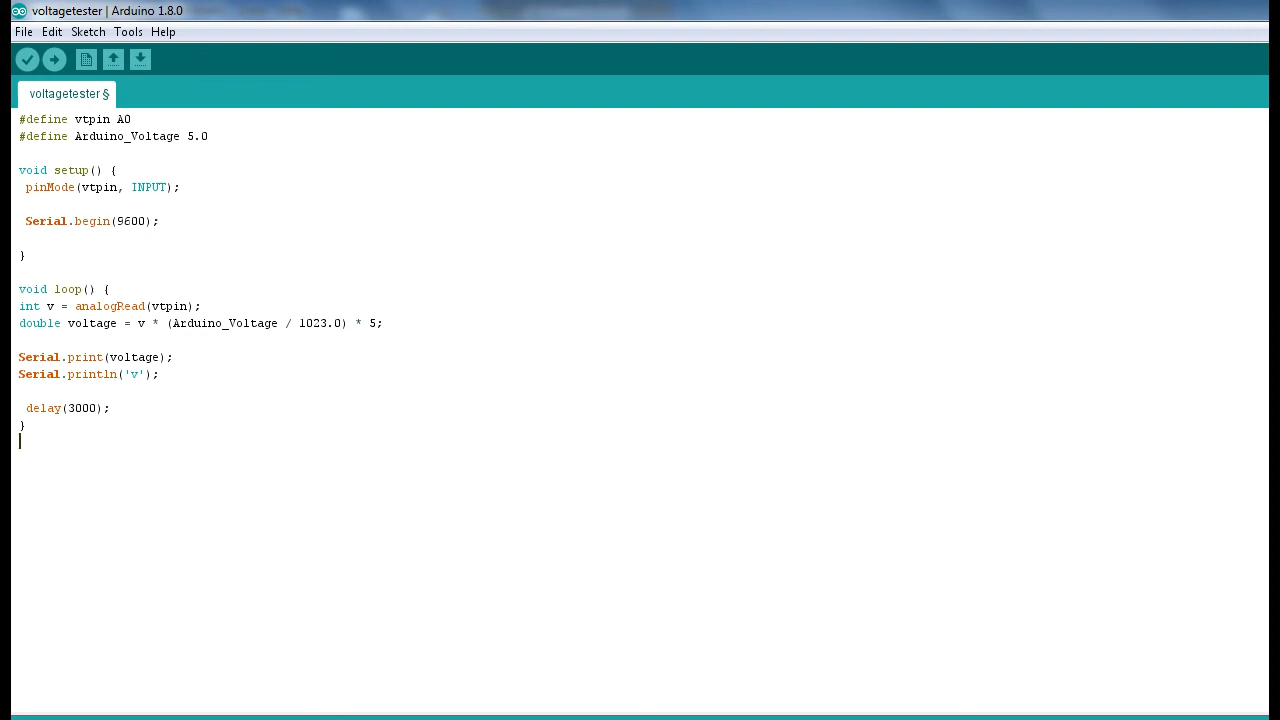 voltagetester | Arduino 1.8.0
File Edit Sketch Tools Help
voltagetester §
#define vtpin A0
#define Arduino_Voltage 5.0
void setup() {
pinMode(vtpin, INPUT);
Serial.begin(9600);
}
void loop() {
int v = analogRead(vtpin);
double voltage = v * (Arduino_Voltage / 1023.0) * 5;
Serial.print(voltage);
Serial.println('v');
delay(3000);
}